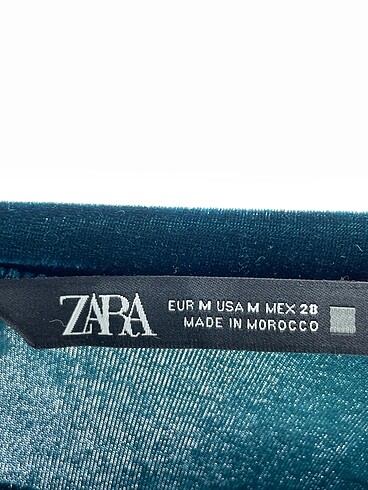 ZARA
EUR M USA M MEX 28
MADE IN MOROCCO